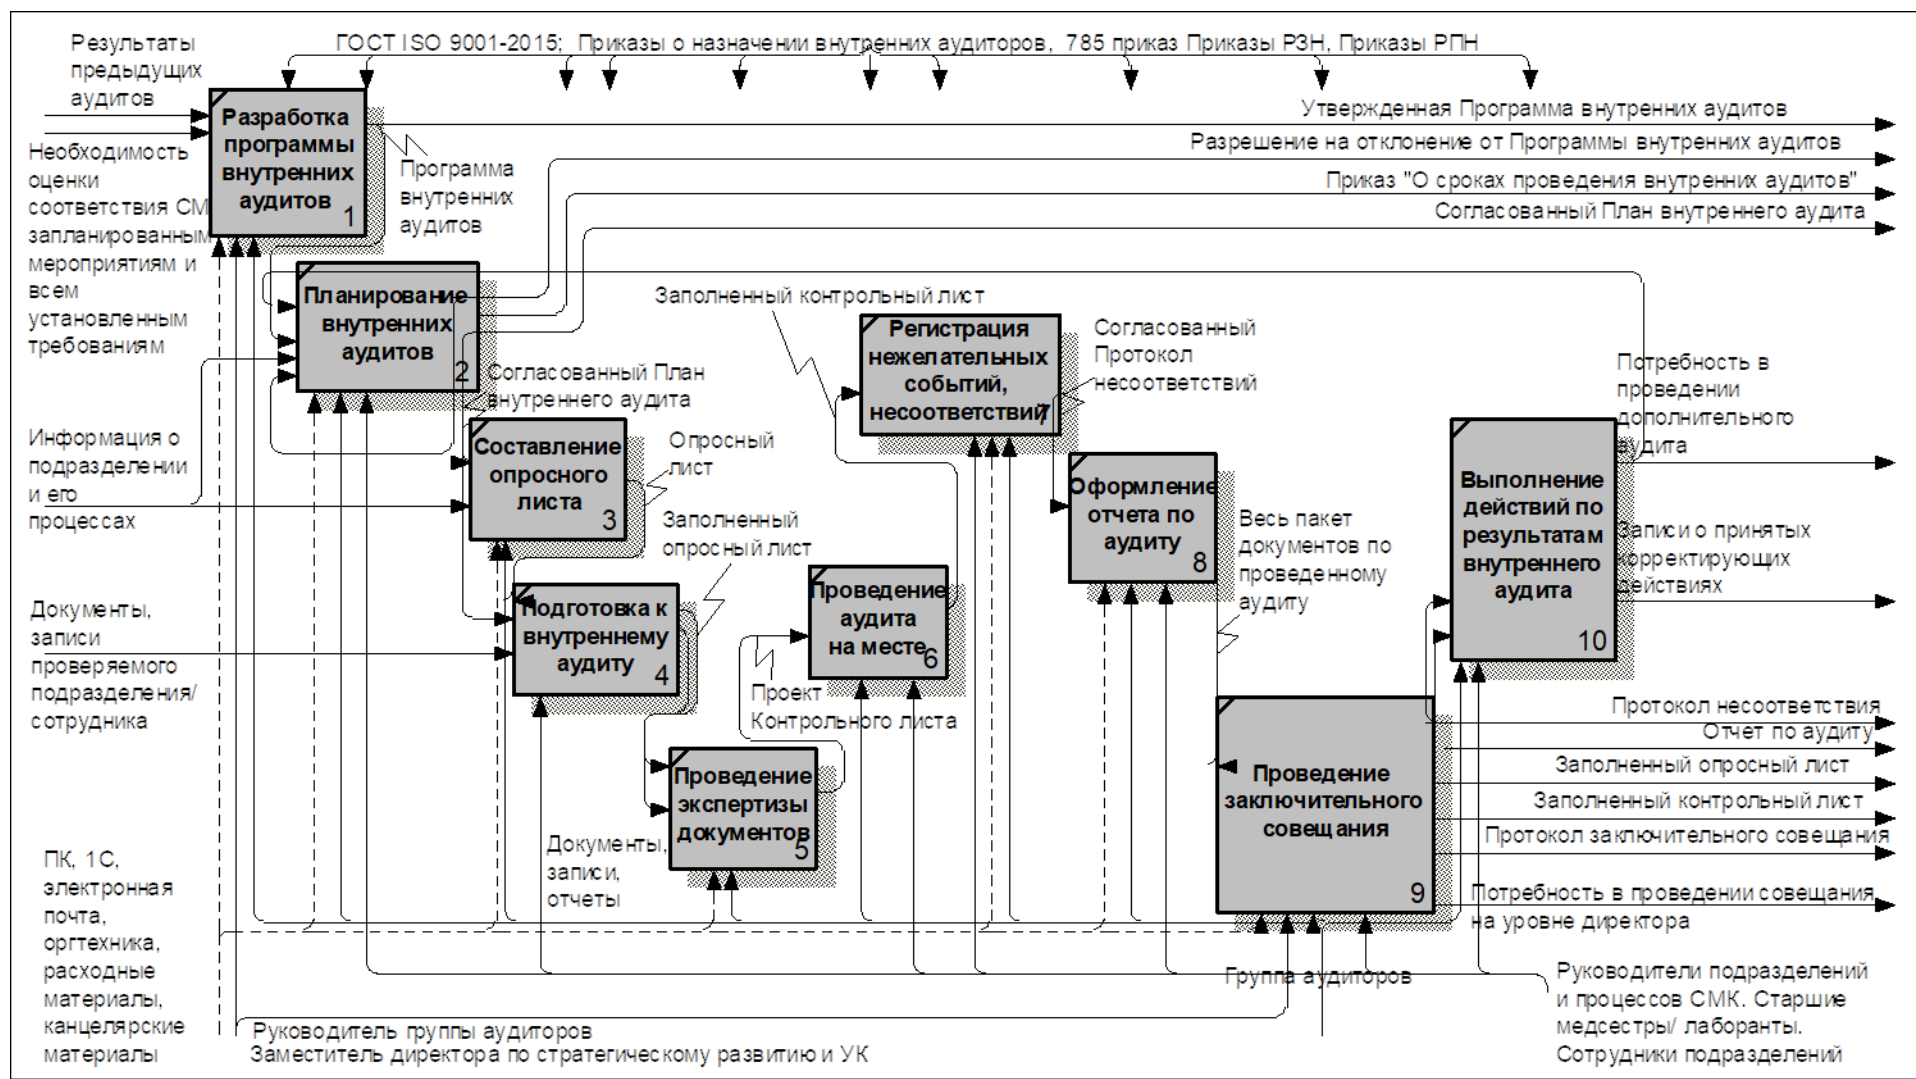 Результаты
предыдущих
аудитов
ГОСТ ISO 9001-2015; Приказы о назначении внутренних аудиторов, 785 приказ Приказы РЗН, Приказы РПН
Разработка
программы
внутренних
аудитов
1
Утвержденная Программа внутренних аудитов
Разрешение на отклонение от Программы внутренних аудитов
Приказ "О сроках проведения внутренних аудитов"
Согласованный План внутреннего аудита
Необходимость
оценки
соответствия СМ
запланированным
мероприятиям и
всем
установленным
требованиям
Программа
внутренних
аудитов
Планирование
внутренних
аудитов
2
Согласованный План
внутреннего аудита
Заполненный контрольный лист
Регистрация
нежелательных
событий,
несоответствий
7
Согласованный
Протокол
несоответствий
Потребность в
проведении
дополнительного
аудита
Информация о
подразделении
и его
процессах
Составление
опросного
листа
3
Опросный
лист
Заполненный
опросный лист
Оформление
отчета по
аудиту
8
Весь пакет
документов по
проведенному
аудиту
Выполнение
действий по
результатам
внутреннего
аудита
10
Записи о принятых
корректирующих
действиях
Документы,
записи
проверяемого
подразделения/
сотрудника
Подготовка к
внутреннему
аудиту
4
Проведение
аудита
на месте
6
Проект
Контрольного листа
Проведение
экспертизы
документов
5
Документы,
записи,
отчеты
Проведение
заключительного
совещания
9
Протокол несоответствия
Отчет по аудиту
Заполненный опросный лист
Заполненный контрольный лист
Протокол заключительного совещания
Потребность в проведении совещания
на уровне директора
ПК, 1С,
электронная
почта,
оргтехника,
расходные
материалы,
канцелярские
материалы
Группа аудиторов
Руководитель группы аудиторов
Заместитель директора по стратегическому развитию и УК
Руководители подразделений
и процессов СМК. Старшие
медсестры/ лаборанты.
Сотрудники подразделений